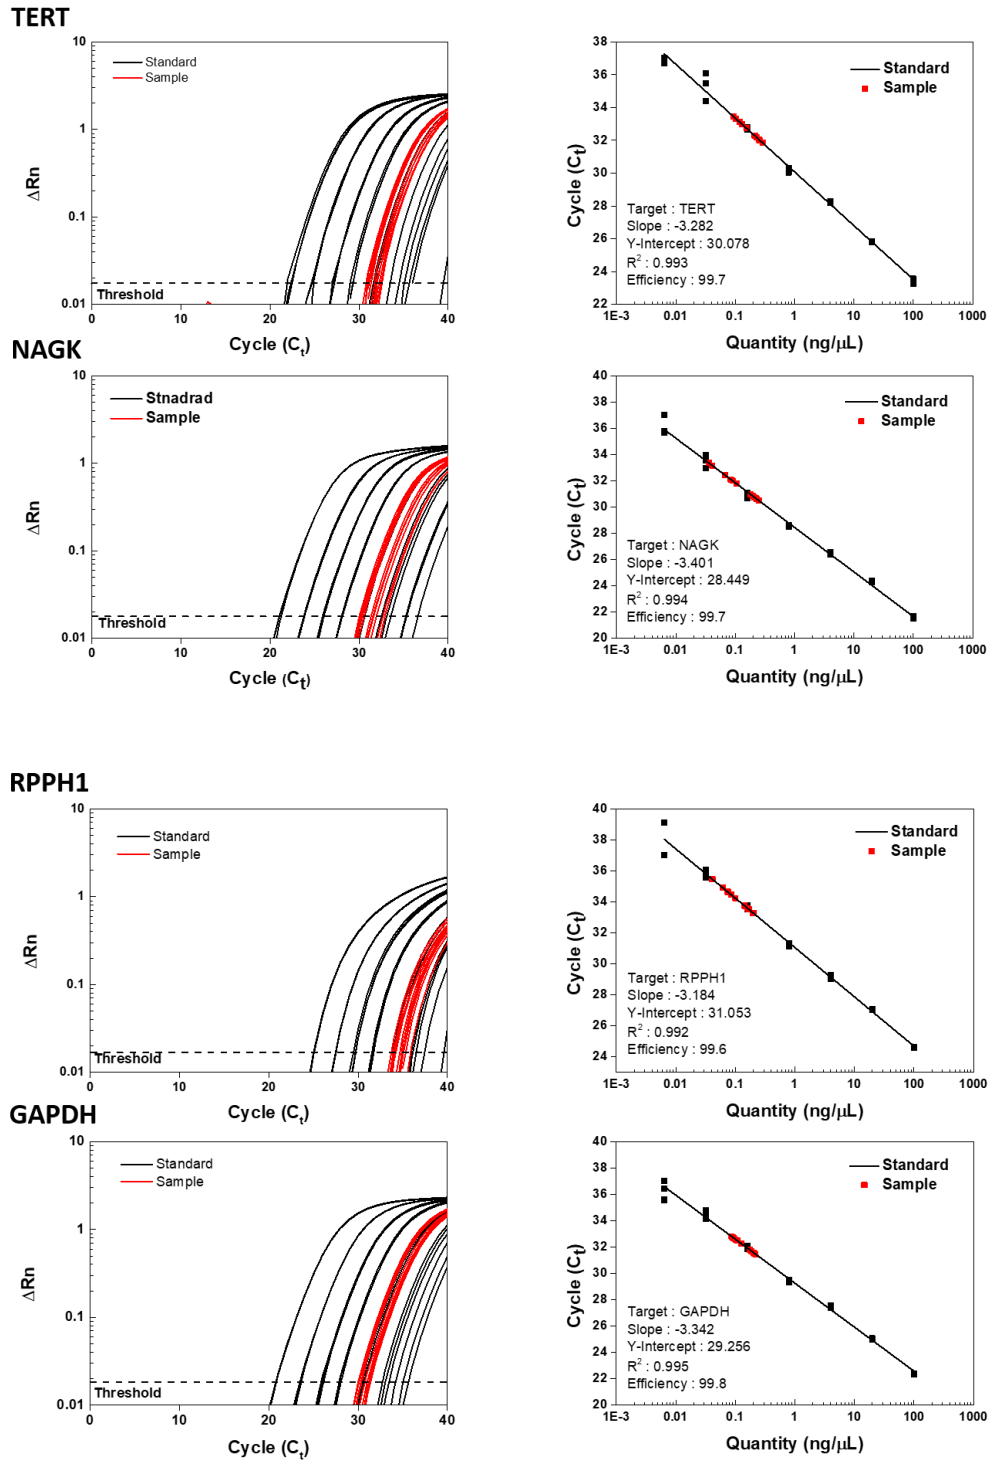 TERT
10
1
0.1
0.01
ΔRn
Standard
Sample
Threshold
0
10
20
30
40
Cycle (Ct)
38
36
34
32
30
28
26
24
22
Cycle (Ct)
Standard
Sample
Target : TERT
Slope : -3.282
Y-Intercept : 30.078
R2 : 0.993
Efficiency : 99.7
1E-3
0.01
0.1
1
10
100
1000
Quantity (ng/μL)
NAGK
10
1
0.1
0.01
ΔRn
Stnadrad
Sample
Threshold
0
10
20
30
40
Cycle (Ct)
40
38
36
34
32
30
28
26
24
22
20
Cycle (Ct)
Standard
Sample
Target : NAGK
Slope : -3.401
Y-Intercept : 28.449
R2 : 0.994
Efficiency : 99.7
1E-3
0.01
0.1
1
10
100
1000
Quantity (ng/μL)
RPPH1
10
1
0.1
0.01
ΔRn
Standard
Sample
Threshold
0
10
20
30
40
Cycle (Ct)
40
38
36
34
32
30
28
26
24
Cycle (Ct)
Standard
Sample
Target : RPPH1
Slope : -3.184
Y-Intercept : 31.053
R2 : 0.992
Efficiency : 99.6
1E-3
0.01
0.1
1
10
100
1000
Quantity (ng/μL)
GAPDH
10
1
0.1
0.01
ΔRn
Standard
Sample
Threshold
0
10
20
30
40
Cycle (Ct)
40
38
36
34
32
30
28
26
24
22
20
Cycle (Ct)
Standard
Sample
Target : GAPDH
Slope : -3.342
Y-Intercept : 29.256
R2 : 0.995
Efficiency : 99.8
1E-3
0.01
0.1
1
10
100
1000
Quantity (ng/μL)